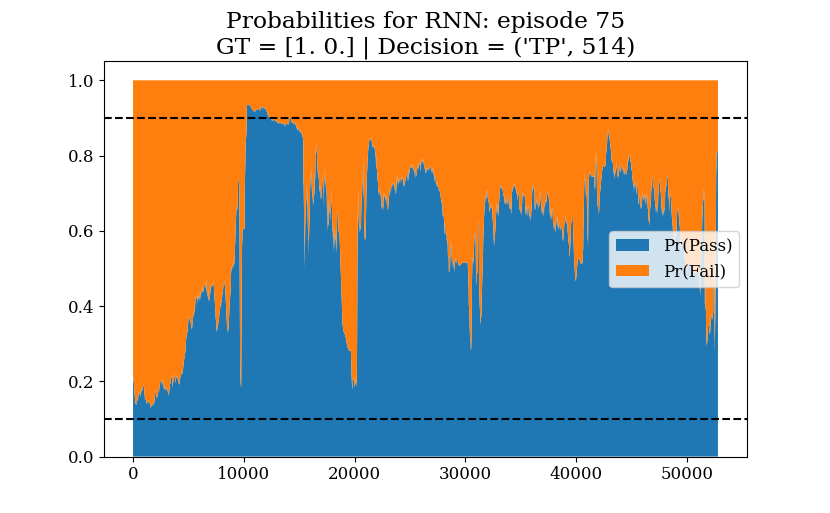 Probabilities for RNN: episode 75
GT = [1. 0.] | Decision = ('TP', 514)
1.0
0.8
0.6
0.4
0.2
0.0
Pr(Pass)
Pr(Fail)
0 10000 20000 30000 40000 50000